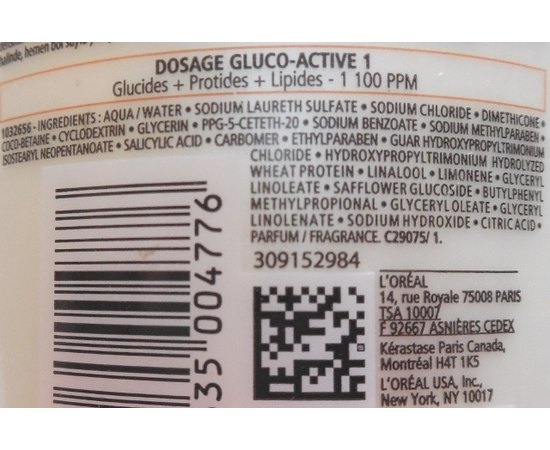 DOSAGE GLUCO-ACTIVE 1
Glucides + Protides + Lipides - 1 100 PPM
1032656 - INGREDIENTS : AQUA / WATER • SODIUM LAURETH SULFATE • SODIUM CHLORIDE • DIMETHICONE •
COCO-BETAINE • CYCLODEXTRIN • GLYCERIN • PPG-5-CETETH-20 • SODIUM BENZOATE • SODIUM METHYLPARABEN •
ISOSTEARYL NEOPENTANOATE • SALICYLIC ACID • CARBOMER • ETHYLPARABEN • GUAR HYDROXYPROPYLTRIMONIUM
CHLORIDE • HYDROXYPROPYLTRIMONIUM HYDROLYZED
WHEAT PROTEIN • LINALOOL • LIMONENE • GLYCERYL
LINOLEATE • SAFFLOWER GLUCOSIDE • BUTYLPHENYL
METHYLPROPIONAL • GLYCERYL OLEATE • GLYCERYL
LINOLENATE • SODIUM HYDROXIDE • CITRIC ACID •
PARFUM / FRAGRANCE. C29075/ 1.
309152984
35 004776
L'ORÉAL
14, rue Royale 75008 PARIS
TSA 10007
F 92667 ASNIÈRES CEDEX
Kérastase Paris Canada,
Montréal H4T 1K5
L'ORÉAL USA, Inc.,
New York, NY 10017